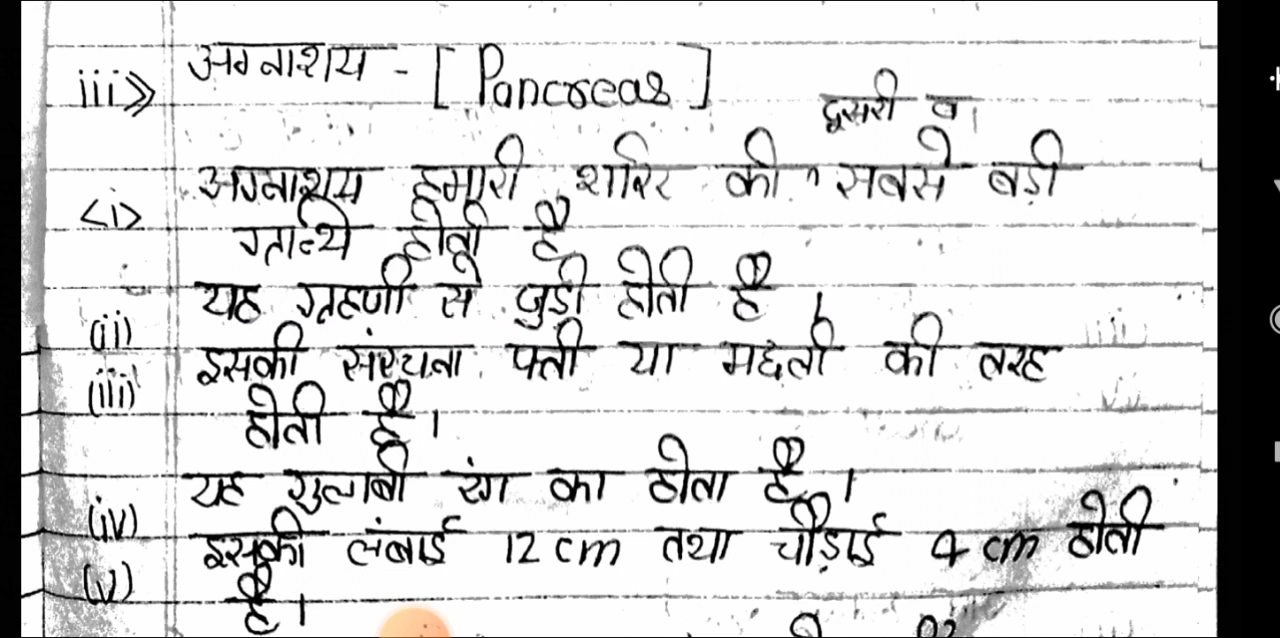 iii» अग्नाशय - [Pancreas]
दूसरी व।
<i> अग्नाशय हमारी शरिर की ^ सबसे बड़ी
ग्रन्थि होती है
(ii) यह ग्रहणी से जुडी होती है ।
(iii) इसकी संरचना पत्ती या मछली की तरह
होती है।
(iv) यह गुलाबी रंग का होता है।
(v) इसकी लंबाई 12 cm तथा चौड़ाई 4 cm होती
है।